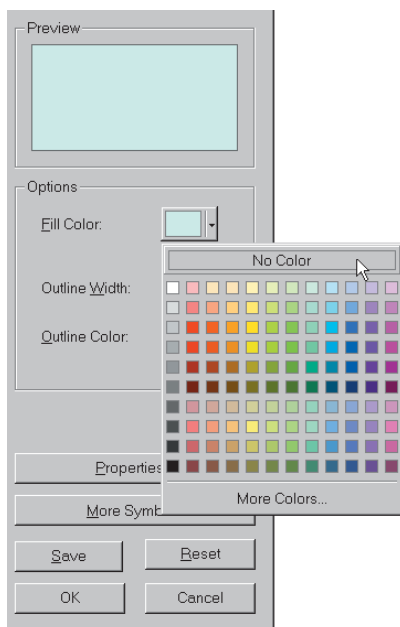 Preview
Options
Fill Color:
No Color
Outline Width:
Outline Color:
Properties
More Symb
More Colors...
Save
Reset
OK
Cancel